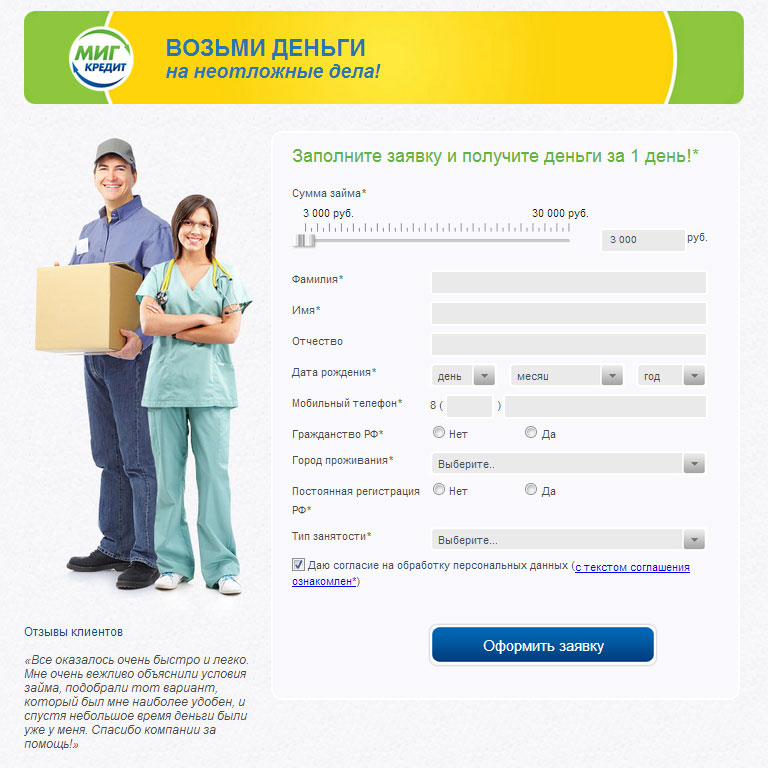 МИГ
КРЕДИТ
ВОЗЬМИ ДЕНЬГИ
на неотложные дела!
Заполните заявку и получите деньги за 1 день!*
Сумма займа*
3 000 руб. 30 000 руб.
3 000 руб.
Фамилия*
Имя*
Отчество
Дата рождения* день месяц год
Мобильный телефон* 8 ( )
Гражданство РФ* Нет Да
Город проживания* Выберите..
Постоянная регистрация Нет Да
РФ*
Тип занятости* Выберите...
Даю согласие на обработку персональных данных (с текстом соглашения
ознакомлен*)
Оформить заявку
Отзывы клиентов
«Все оказалось очень быстро и легко.
Мне очень вежливо объяснили условия
займа, подобрали тот вариант,
который был мне наиболее удобен, и
спустя небольшое время деньги были
уже у меня. Спасибо компании за
помощь!»